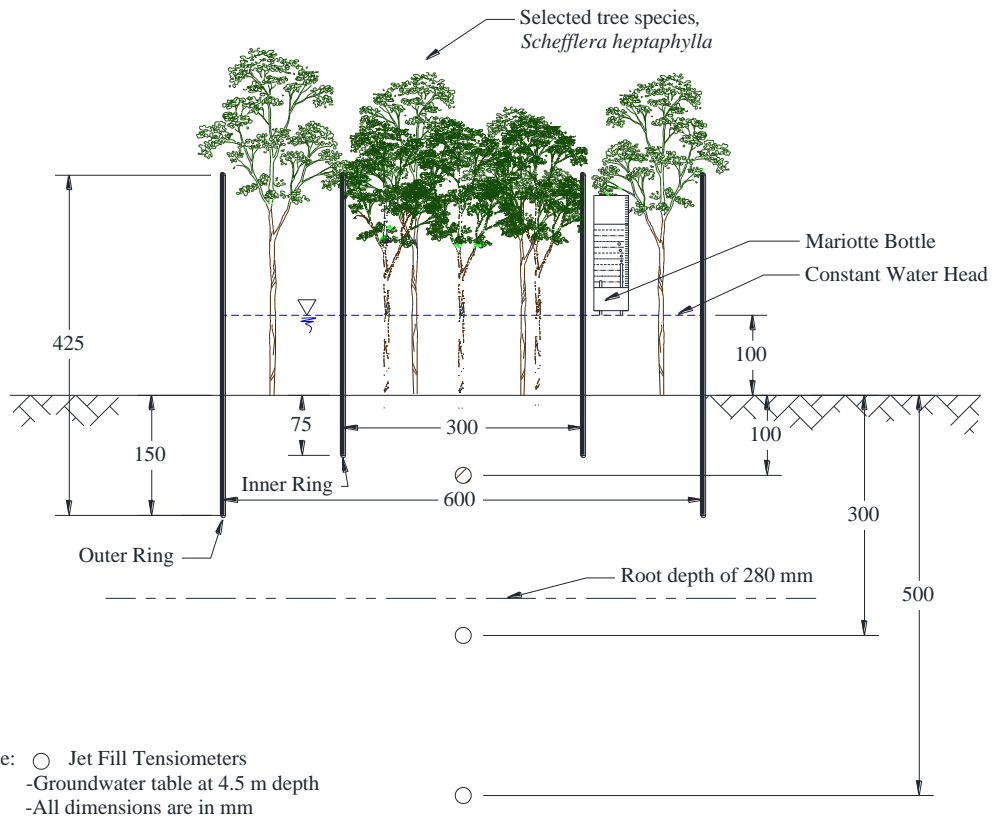 Selected tree species,
Schefflera heptaphylla
Mariotte Bottle
Constant Water Head
425
100
75
100
150
300
Inner Ring
600
300
Outer Ring
Root depth of 280 mm
500
e: Jet Fill Tensiometers
-Groundwater table at 4.5 m depth
-All dimensions are in mm